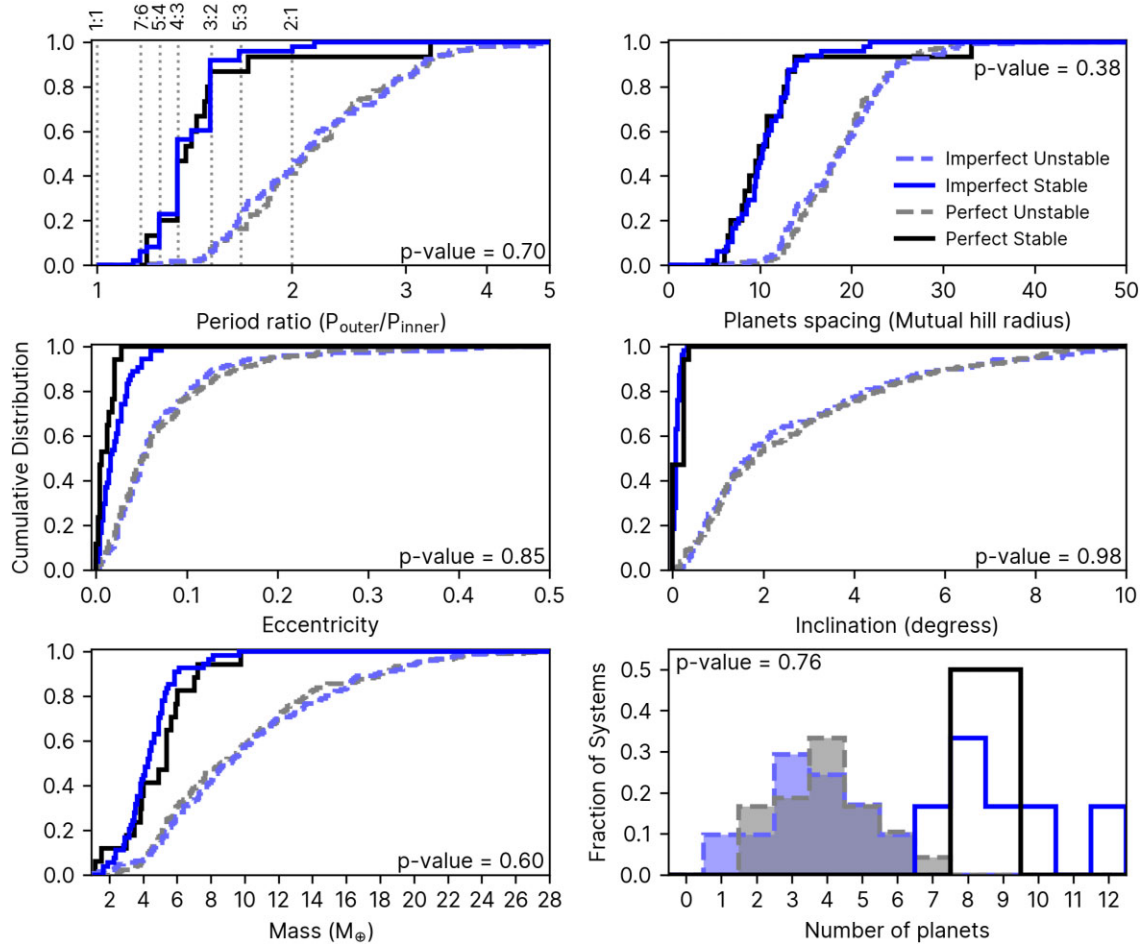 1:1 7:6 5:4 4:3 3:2 5:3 2:1
1.0
0.8
0.6
0.4
0.2
0.0
p-value = 0.70
1 2 3 4 5
Period ratio (P_outer/P_inner)
1.0
0.8
0.6
0.4
0.2
0.0
p-value = 0.38
Imperfect Unstable
Imperfect Stable
Perfect Unstable
Perfect Stable
0 10 20 30 40 50
Planets spacing (Mutual hill radius)
Cumulative Distribution
1.0
0.8
0.6
0.4
0.2
0.0
p-value = 0.85
0.0 0.1 0.2 0.3 0.4 0.5
Eccentricity
1.0
0.8
0.6
0.4
0.2
0.0
p-value = 0.98
0 2 4 6 8 10
Inclination (degress)
1.0
0.8
0.6
0.4
0.2
0.0
p-value = 0.60
2 4 6 8 10 12 14 16 18 20 22 24 26 28
Mass (M⊕)
Fraction of Systems
0.5
0.4
0.3
0.2
0.1
0.0
p-value = 0.76
0 1 2 3 4 5 6 7 8 9 10 11 12
Number of planets